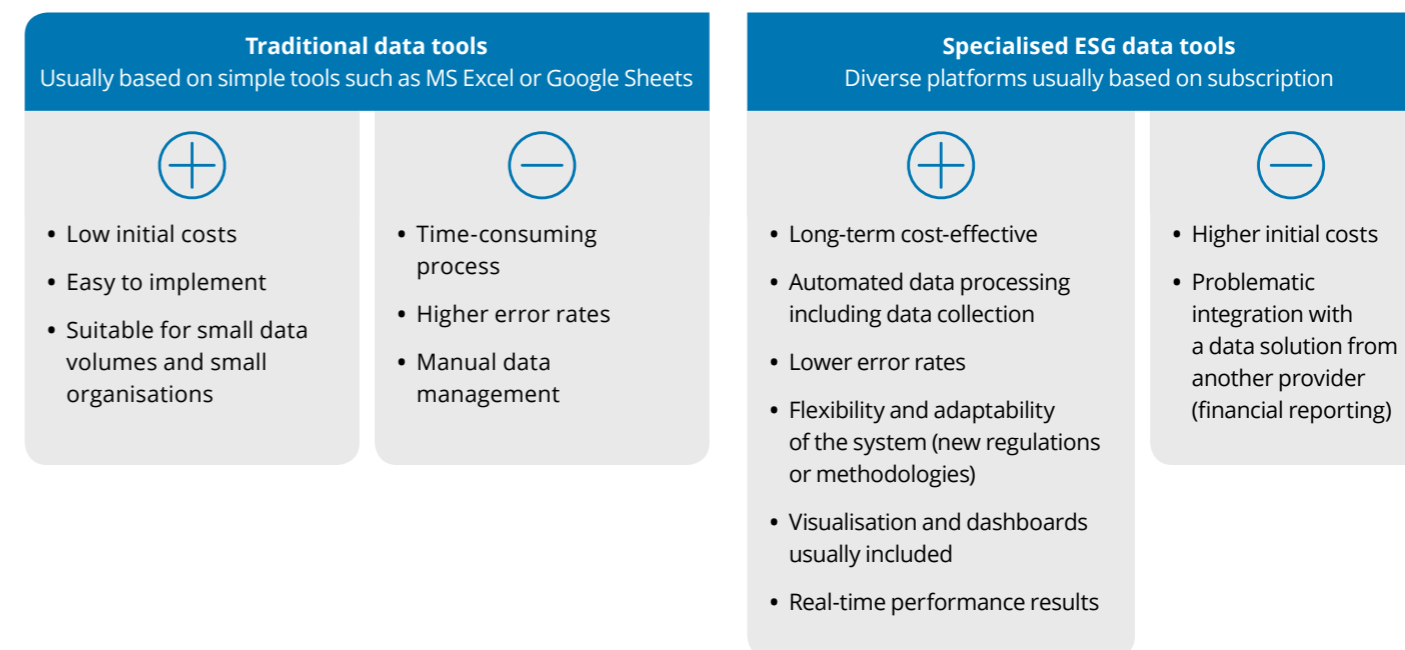 Traditional data tools
Usually based on simple tools such as MS Excel or Google Sheets
• Low initial costs
• Easy to implement
• Suitable for small data
volumes and small
organisations
• Time-consuming
process
• Higher error rates
• Manual data
management
Specialised ESG data tools
Diverse platforms usually based on subscription
• Long-term cost-effective
• Automated data processing
including data collection
• Lower error rates
• Flexibility and adaptability
of the system (new regulations
or methodologies)
• Visualisation and dashboards
usually included
• Real-time performance results
• Higher initial costs
• Problematic
integration with
a data solution from
another provider
(financial reporting)